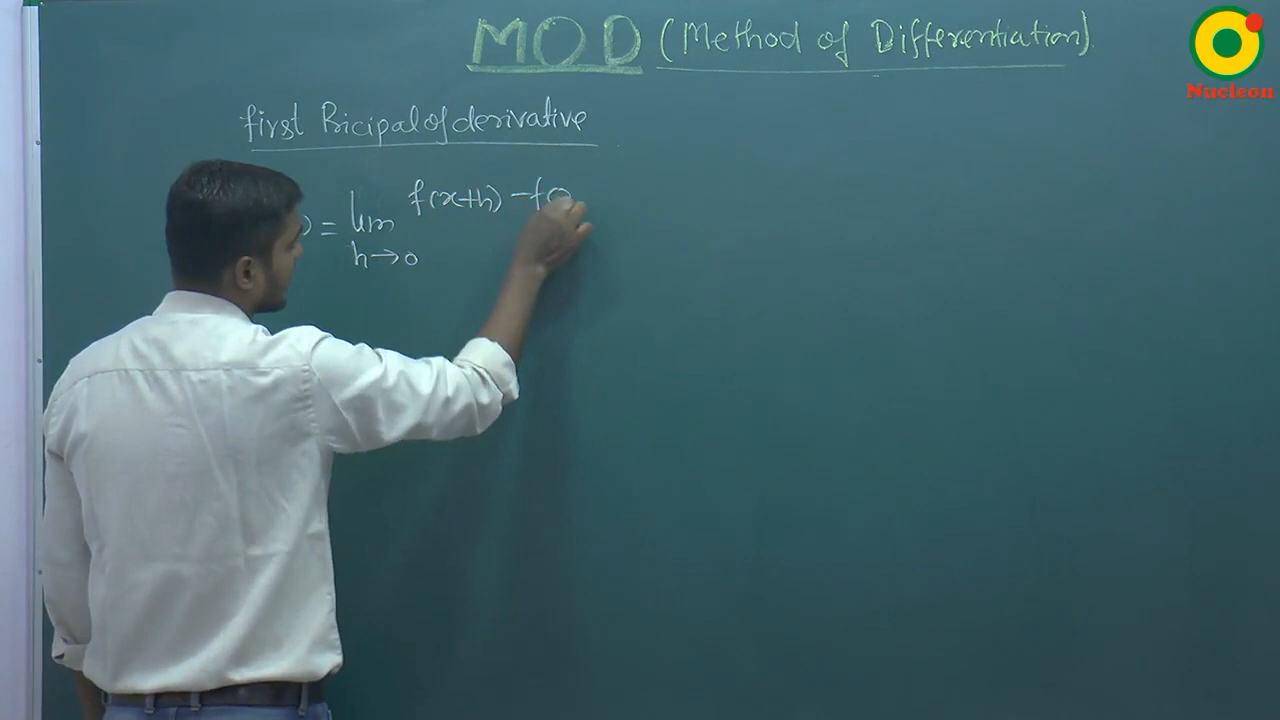 MOD (Method of Differentiation)
Nucleon
first Pricipal of derivative
) = lim f(x+h) - f(
h→0